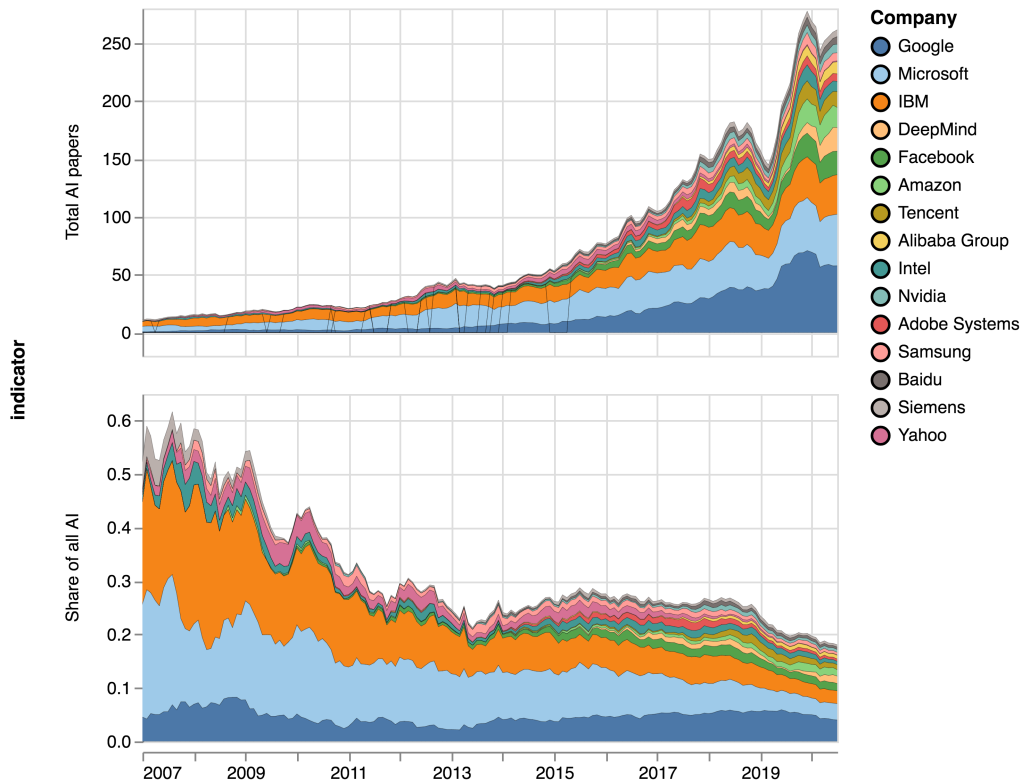 indicator
Total AI papers
250
200
150
100
50
0
Share of all AI
0.6
0.5
0.4
0.3
0.2
0.1
0.0
2007 2009 2011 2013 2015 2017 2019
Company
Google
Microsoft
IBM
DeepMind
Facebook
Amazon
Tencent
Alibaba Group
Intel
Nvidia
Adobe Systems
Samsung
Baidu
Siemens
Yahoo